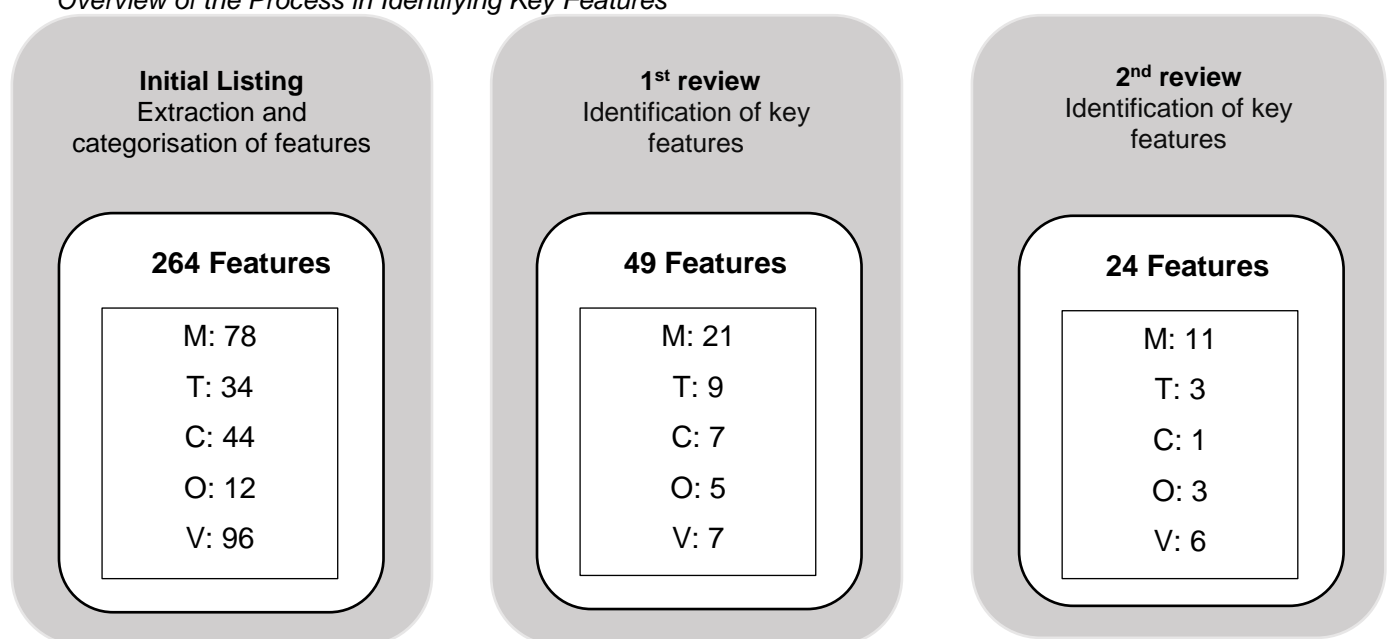 Overview of the Process in Identifying Key Features
Initial Listing
Extraction and
categorisation of features
264 Features
M: 78
T: 34
C: 44
O: 12
V: 96
1st review
Identification of key
features
49 Features
M: 21
T: 9
C: 7
O: 5
V: 7
2nd review
Identification of key
features
24 Features
M: 11
T: 3
C: 1
O: 3
V: 6